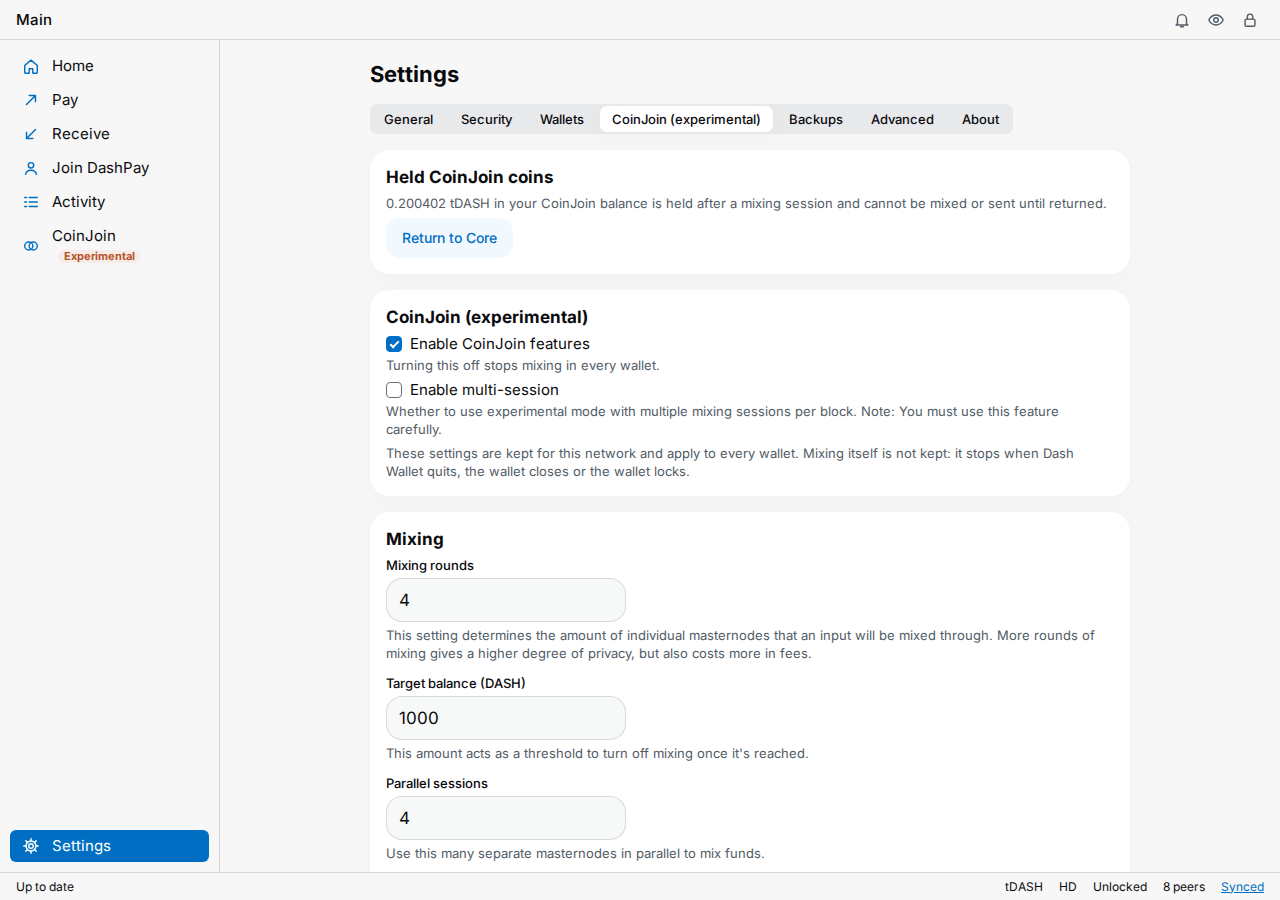 Main
Home
Pay
Receive
Join DashPay
Activity
CoinJoin
Experimental
Settings
Settings
General Security Wallets CoinJoin (experimental) Backups Advanced About
Held CoinJoin coins
0.200402 tDASH in your CoinJoin balance is held after a mixing session and cannot be mixed or sent until returned.
Return to Core
CoinJoin (experimental)
Enable CoinJoin features
Turning this off stops mixing in every wallet.
Enable multi-session
Whether to use experimental mode with multiple mixing sessions per block. Note: You must use this feature
carefully.
These settings are kept for this network and apply to every wallet. Mixing itself is not kept: it stops when Dash
Wallet quits, the wallet closes or the wallet locks.
Mixing
Mixing rounds
4
This setting determines the amount of individual masternodes that an input will be mixed through. More rounds of
mixing gives a higher degree of privacy, but also costs more in fees.
Target balance (DASH)
1000
This amount acts as a threshold to turn off mixing once it's reached.
Parallel sessions
4
Use this many separate masternodes in parallel to mix funds.
Up to date tDASH HD Unlocked 8 peers Synced